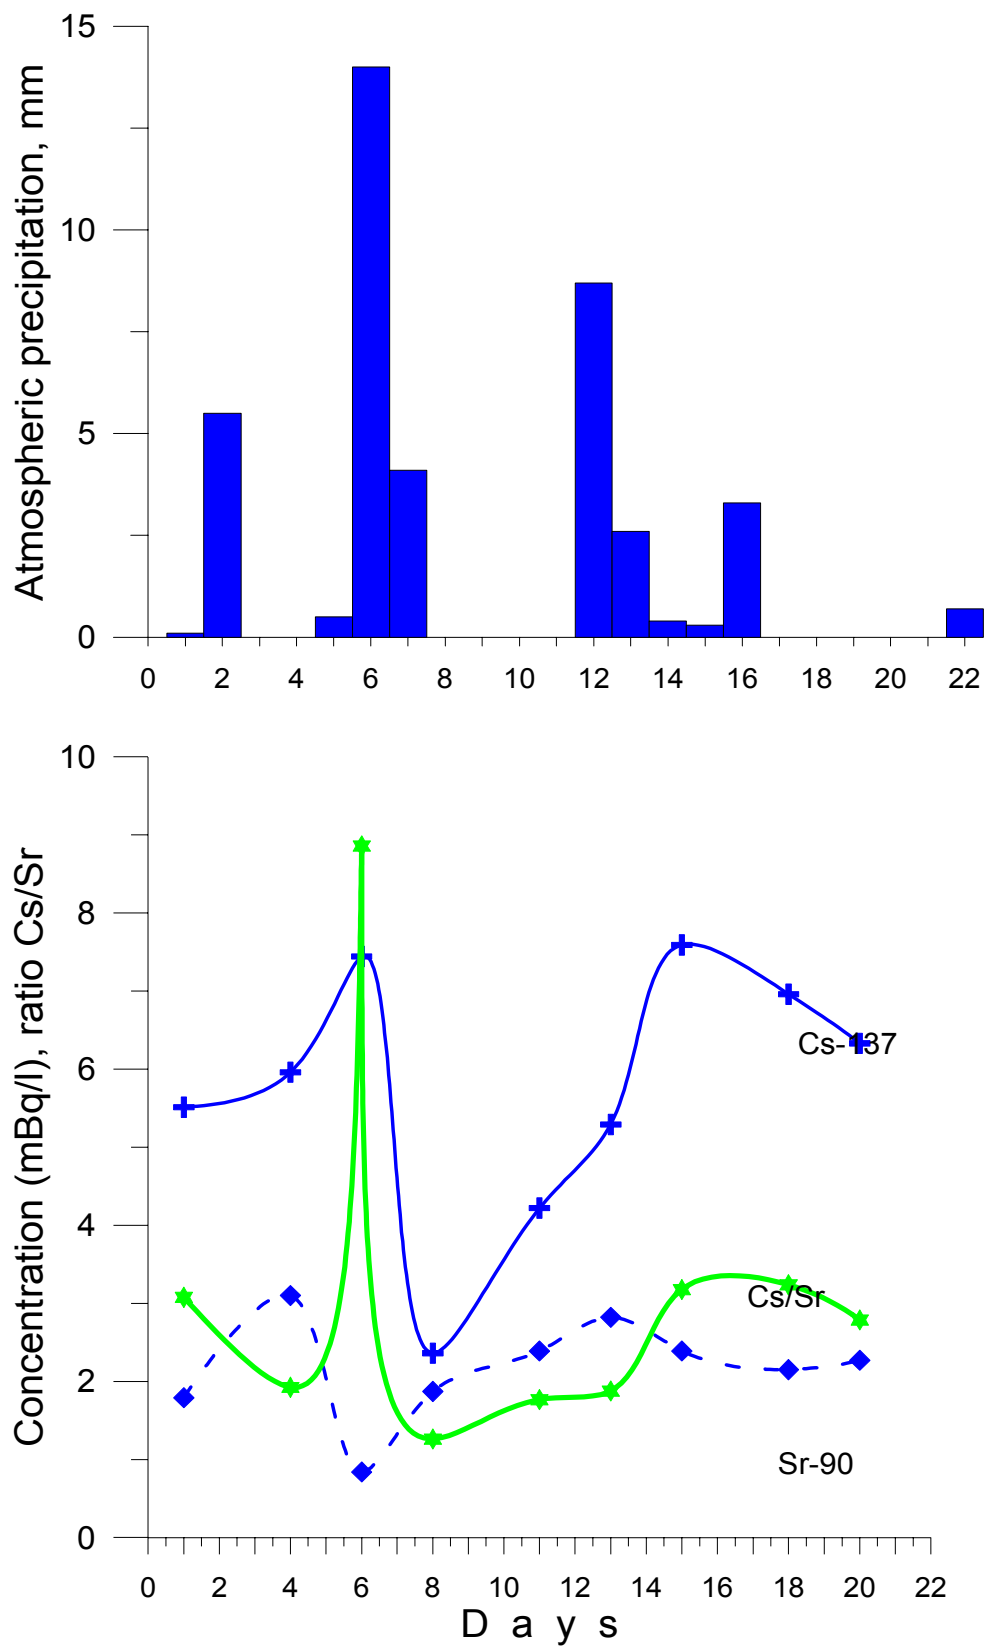 Atmospheric precipitation, mm
15
10
5
0
0 2 4 6 8 10 12 14 16 18 20 22
Concentration (mBq/l), ratio Cs/Sr
10
8
6
4
2
0
Cs-137
Cs/Sr
Sr-90
0 2 4 6 8 10 12 14 16 18 20 22
D a y s